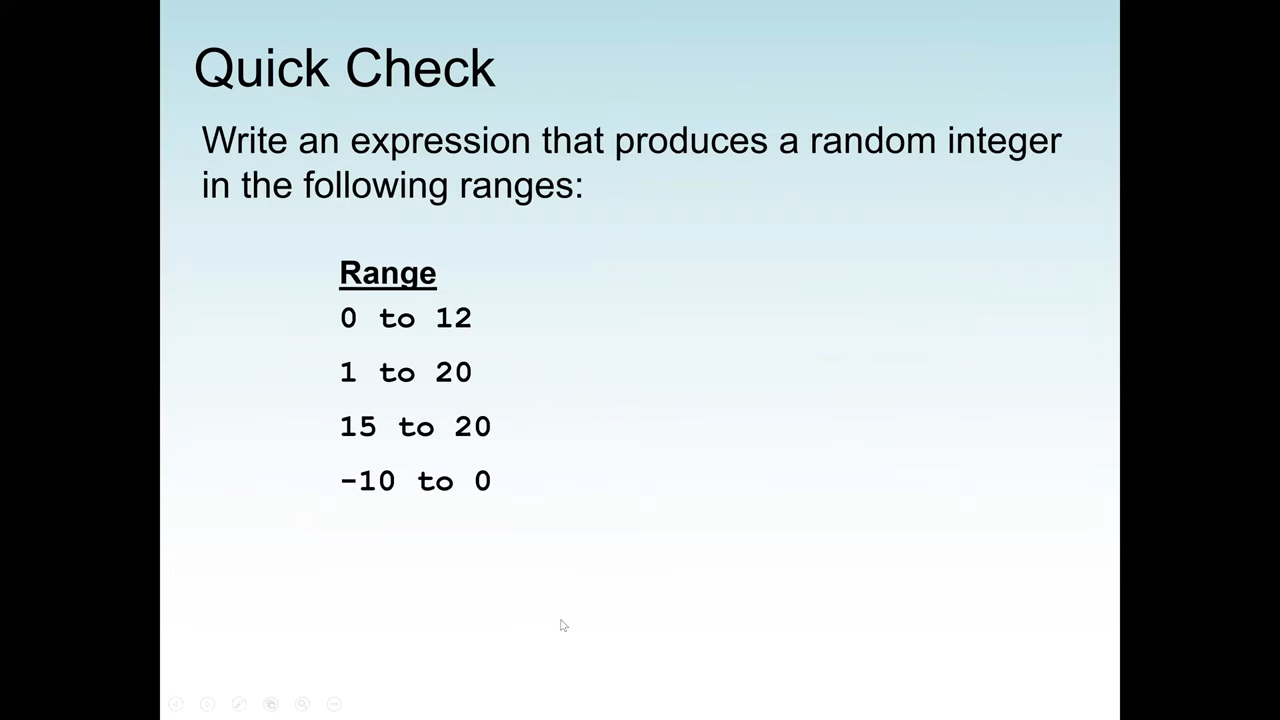 Quick Check
Write an expression that produces a random integer
in the following ranges:
Range
0 to 12
1 to 20
15 to 20
-10 to 0